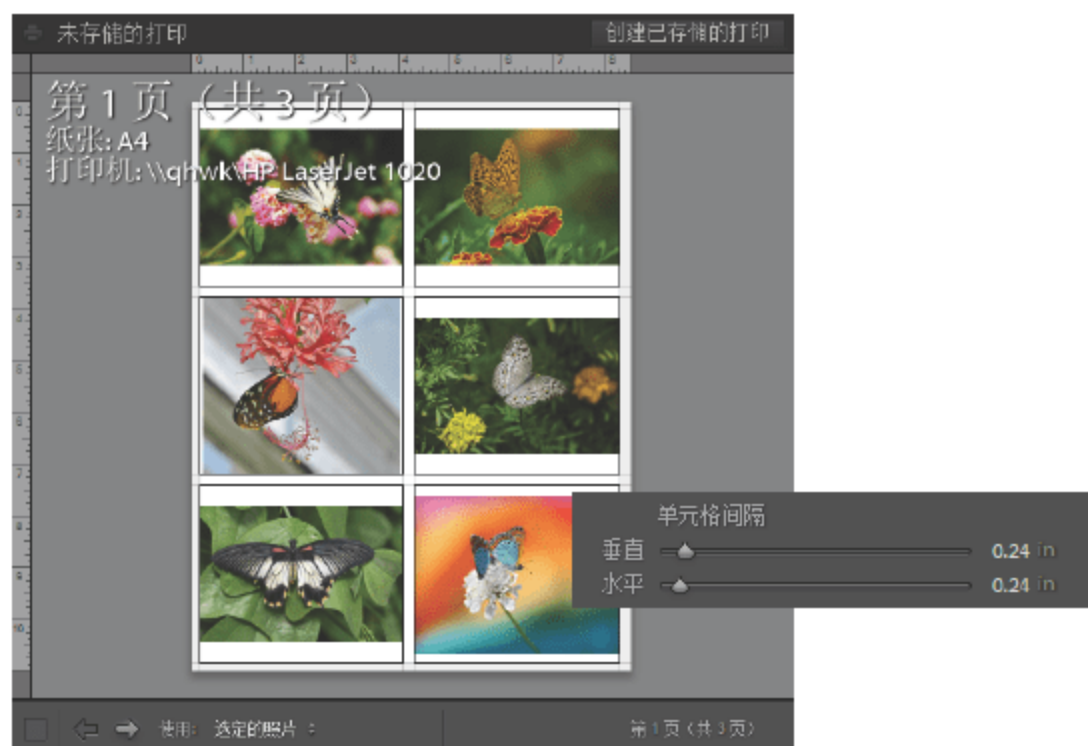 未存储的打印
创建已存储的打印
第 1 页（共 3 页）
纸张: A4
打印机: \\qhwk\HP LaserJet 1020
单元格间隔
垂直 0.24 in
水平 0.24 in
使用: 选定的照片
第 1 页 (共 3 页)